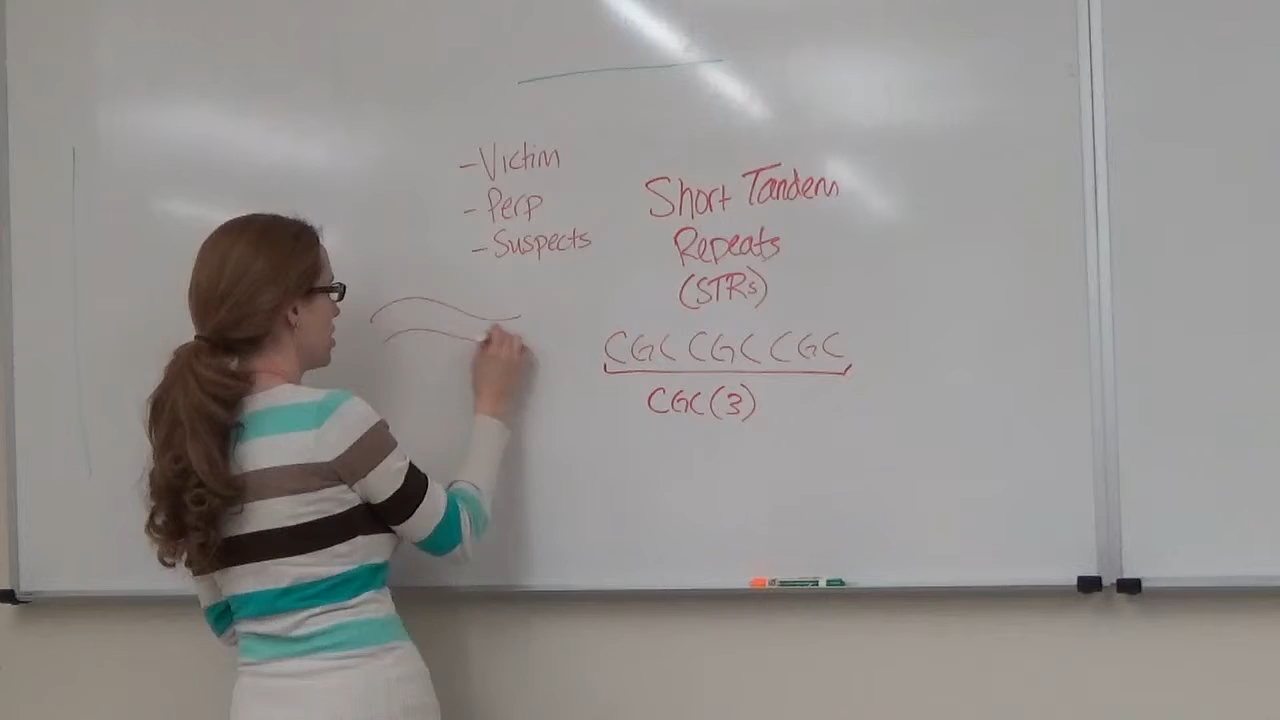 - Victim
- Perp
- Suspects
Short Tandem
Repeats
(STRs)
CGC CGC CGC
CGC(3)